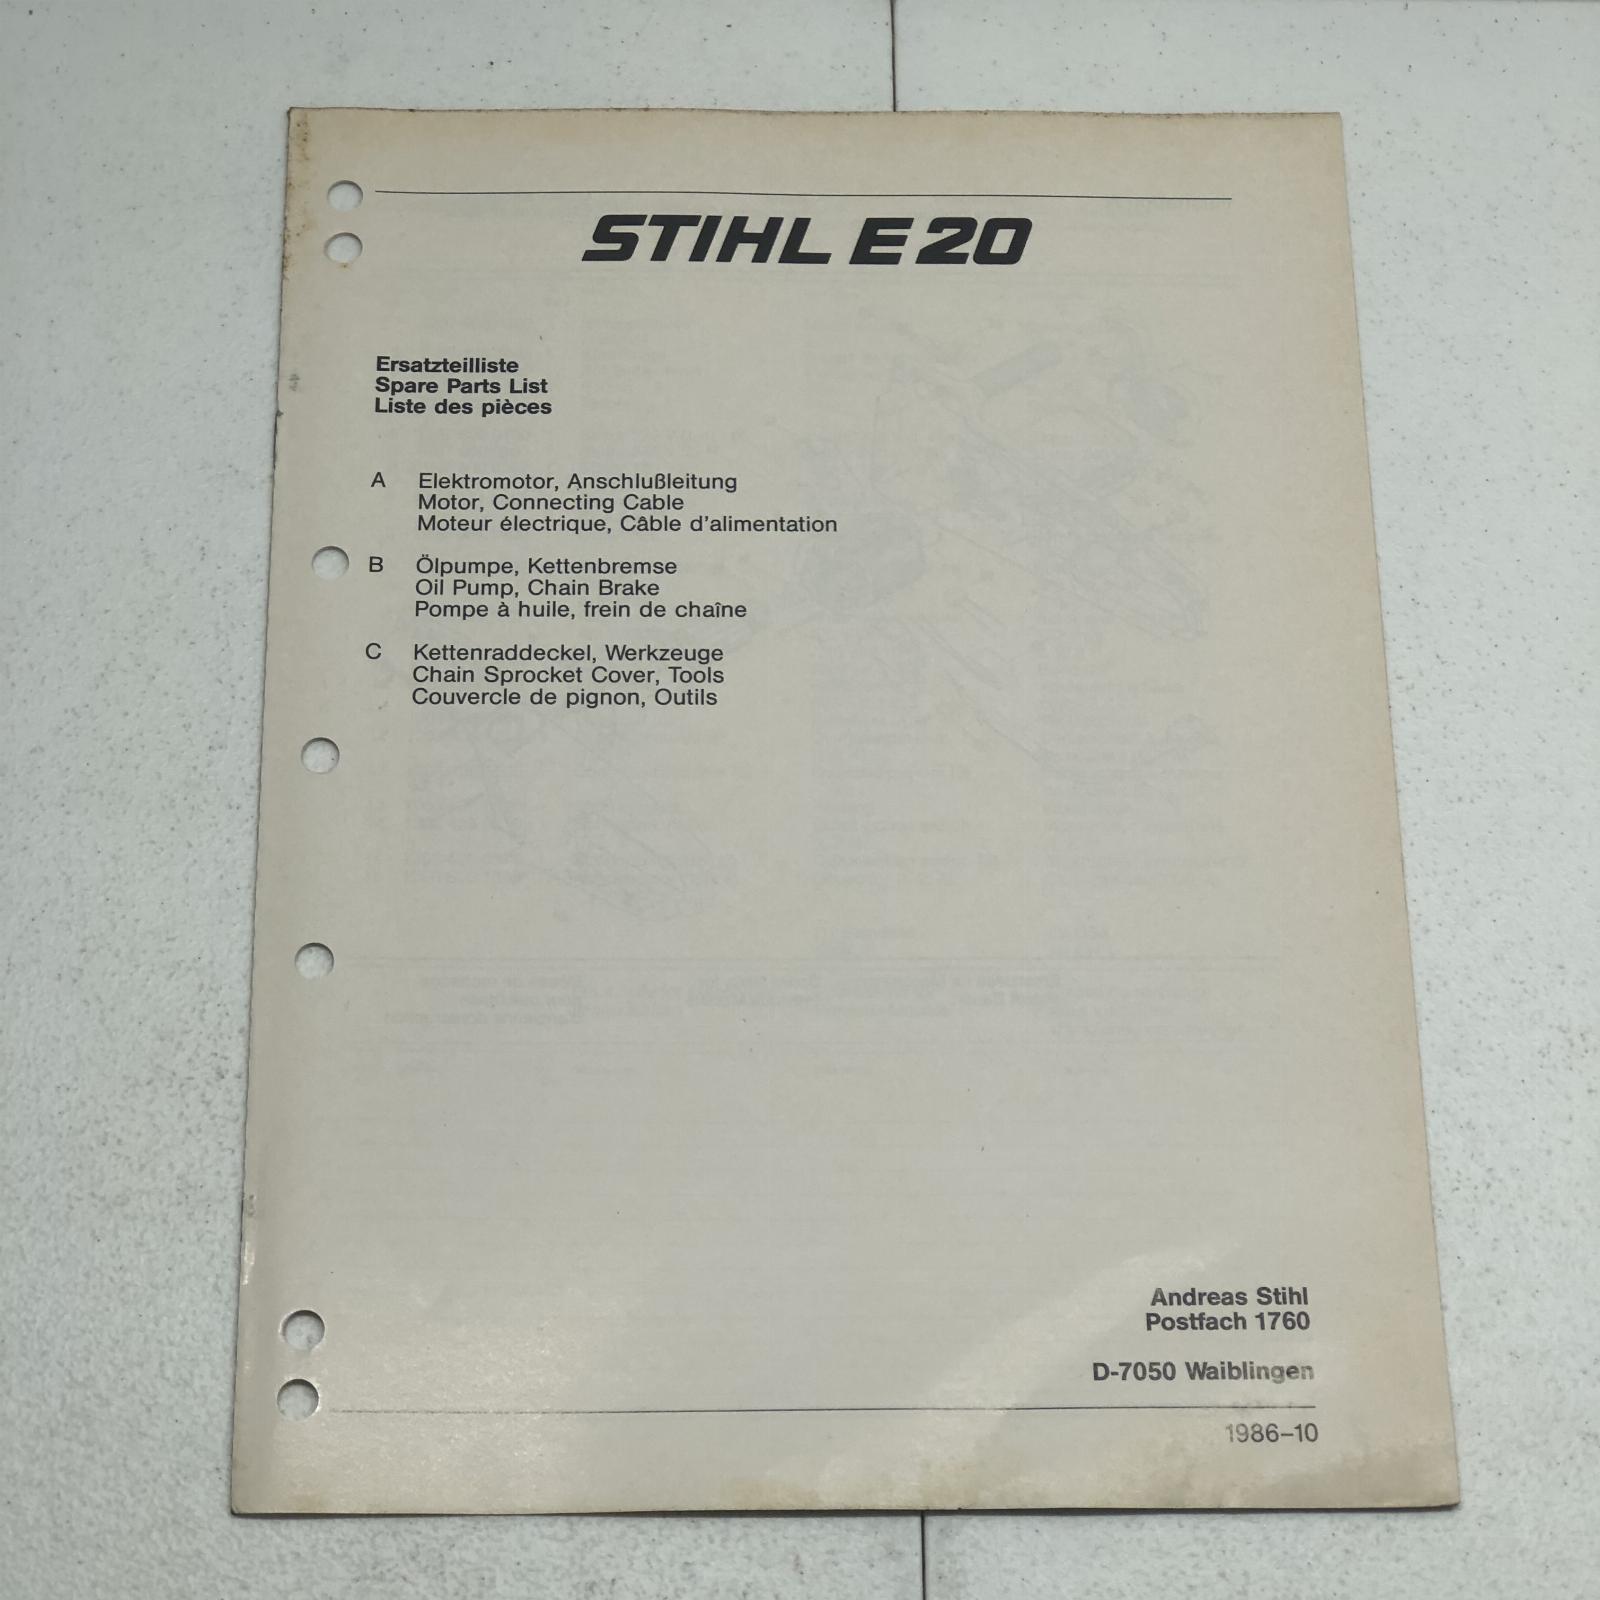 STIHL E 20
Ersatzteilliste
Spare Parts List
Liste des pièces
A Elektromotor, Anschlußleitung
Motor, Connecting Cable
Moteur électrique, Câble d'alimentation
B Ölpumpe, Kettenbremse
Oil Pump, Chain Brake
Pompe à huile, frein de chaîne
C Kettenraddeckel, Werkzeuge
Chain Sprocket Cover, Tools
Couvercle de pignon, Outils
Andreas Stihl
Postfach 1760
D-7050 Waiblingen
1986–10